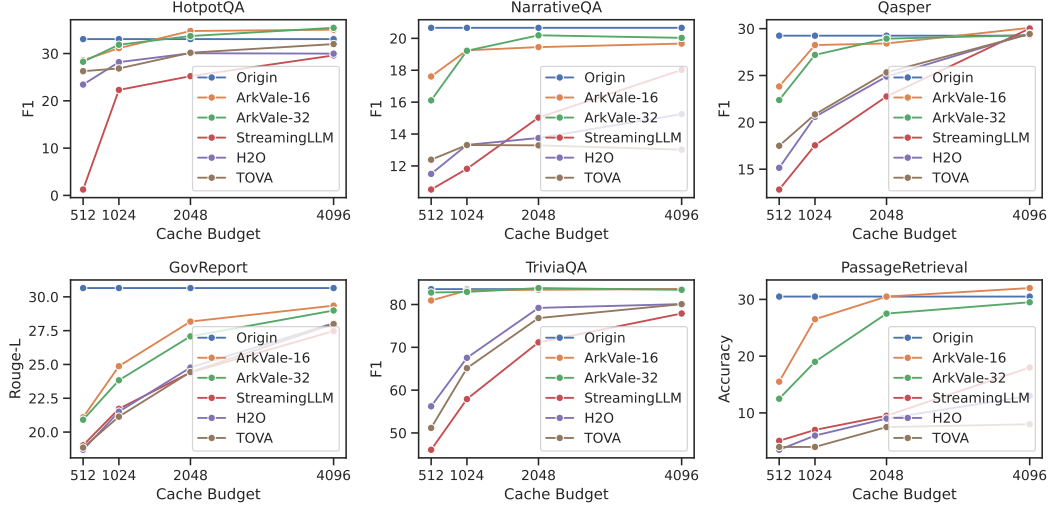 HotpotQA
F1
30
20
10
0
512 1024 2048 4096
Cache Budget
Origin
ArkVale-16
ArkVale-32
StreamingLLM
H2O
TOVA
NarrativeQA
F1
20
18
16
14
12
512 1024 2048 4096
Cache Budget
Origin
ArkVale-16
ArkVale-32
StreamingLLM
H2O
TOVA
Qasper
F1
30
25
20
15
512 1024 2048 4096
Cache Budget
Origin
ArkVale-16
ArkVale-32
StreamingLLM
H2O
TOVA
GovReport
Rouge-L
30.0
27.5
25.0
22.5
20.0
512 1024 2048 4096
Cache Budget
Origin
ArkVale-16
ArkVale-32
StreamingLLM
H2O
TOVA
TriviaQA
F1
80
70
60
50
512 1024 2048 4096
Cache Budget
Origin
ArkVale-16
ArkVale-32
StreamingLLM
H2O
TOVA
PassageRetrieval
Accuracy
30
20
10
512 1024 2048 4096
Cache Budget
Origin
ArkVale-16
ArkVale-32
StreamingLLM
H2O
TOVA